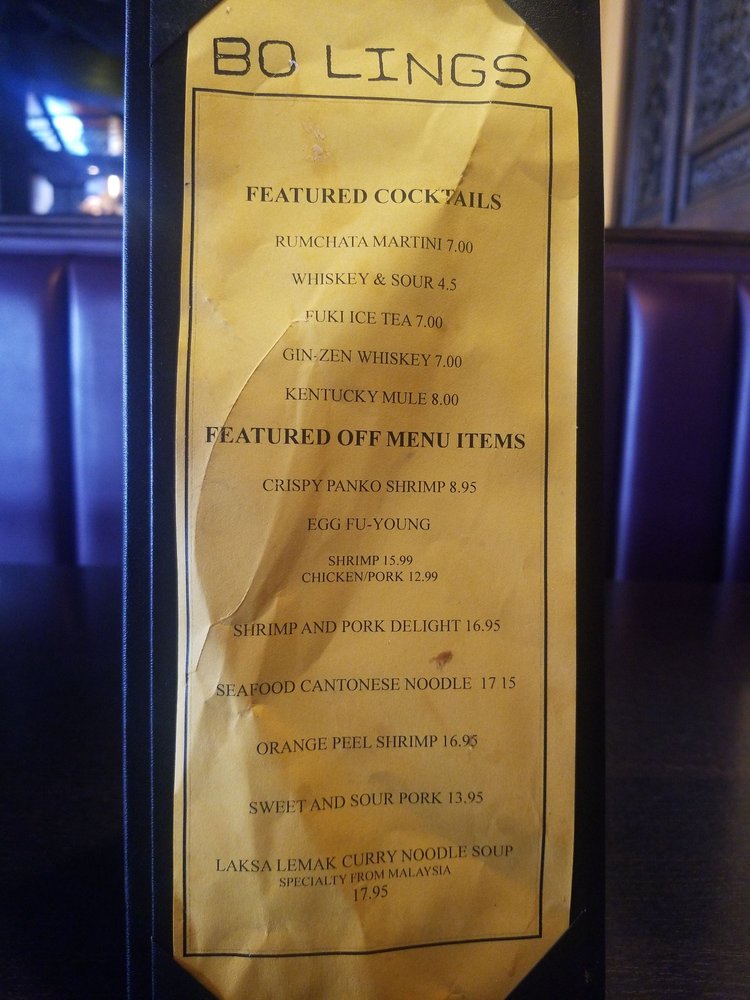 BO LINGS
FEATURED COCKTAILS
RUMCHATA MARTINI 7.00
WHISKEY & SOUR 4.5
FUKI ICE TEA 7.00
GIN-ZEN WHISKEY 7.00
KENTUCKY MULE 8.00
FEATURED OFF MENU ITEMS
CRISPY PANKO SHRIMP 8.95
EGG FU-YOUNG
SHRIMP 15.99
CHICKEN/PORK 12.99
SHRIMP AND PORK DELIGHT 16.95
SEAFOOD CANTONESE NOODLE 17 15
ORANGE PEEL SHRIMP 16.95
SWEET AND SOUR PORK 13.95
LAKSA LEMAK CURRY NOODLE SOUP
SPECIALTY FROM MALAYSIA
17.95